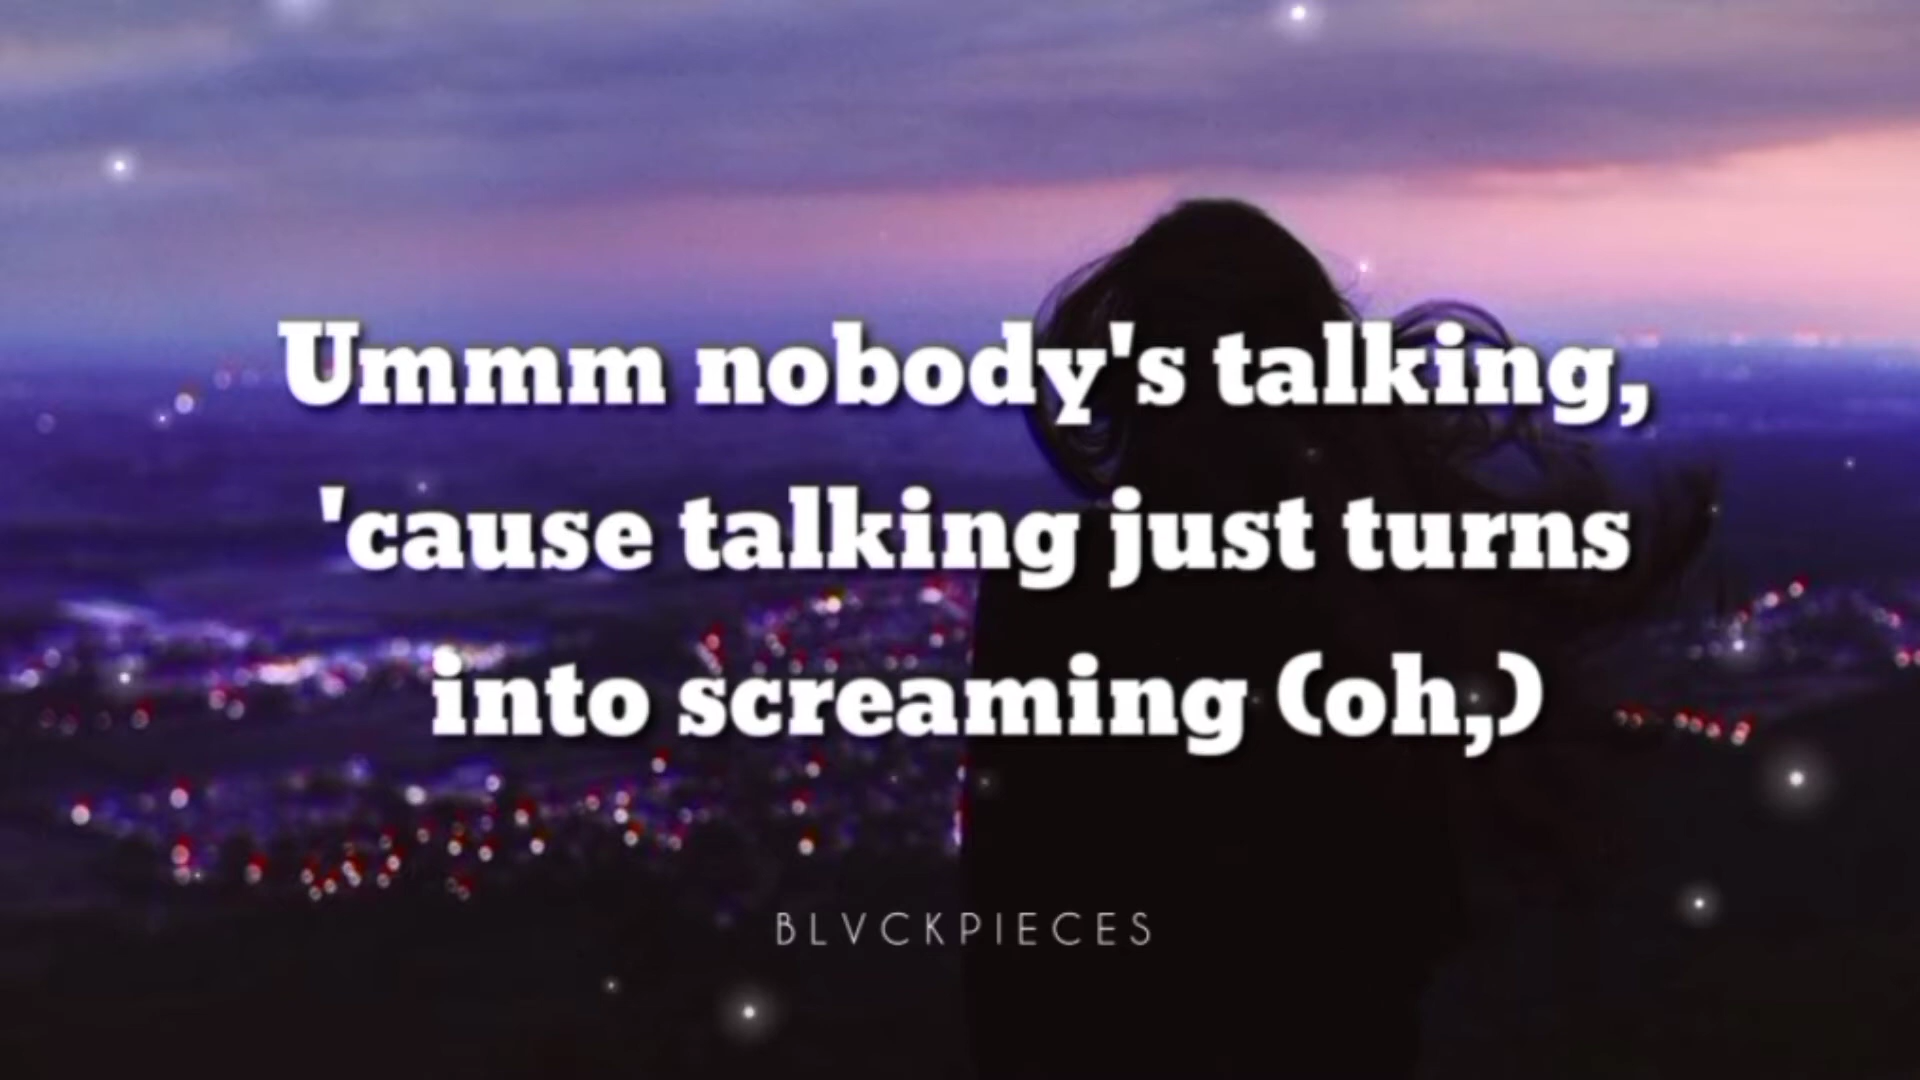 Ummm nobody's talking,
'cause talking just turns
into screaming (oh,)
BLVCKPIECES